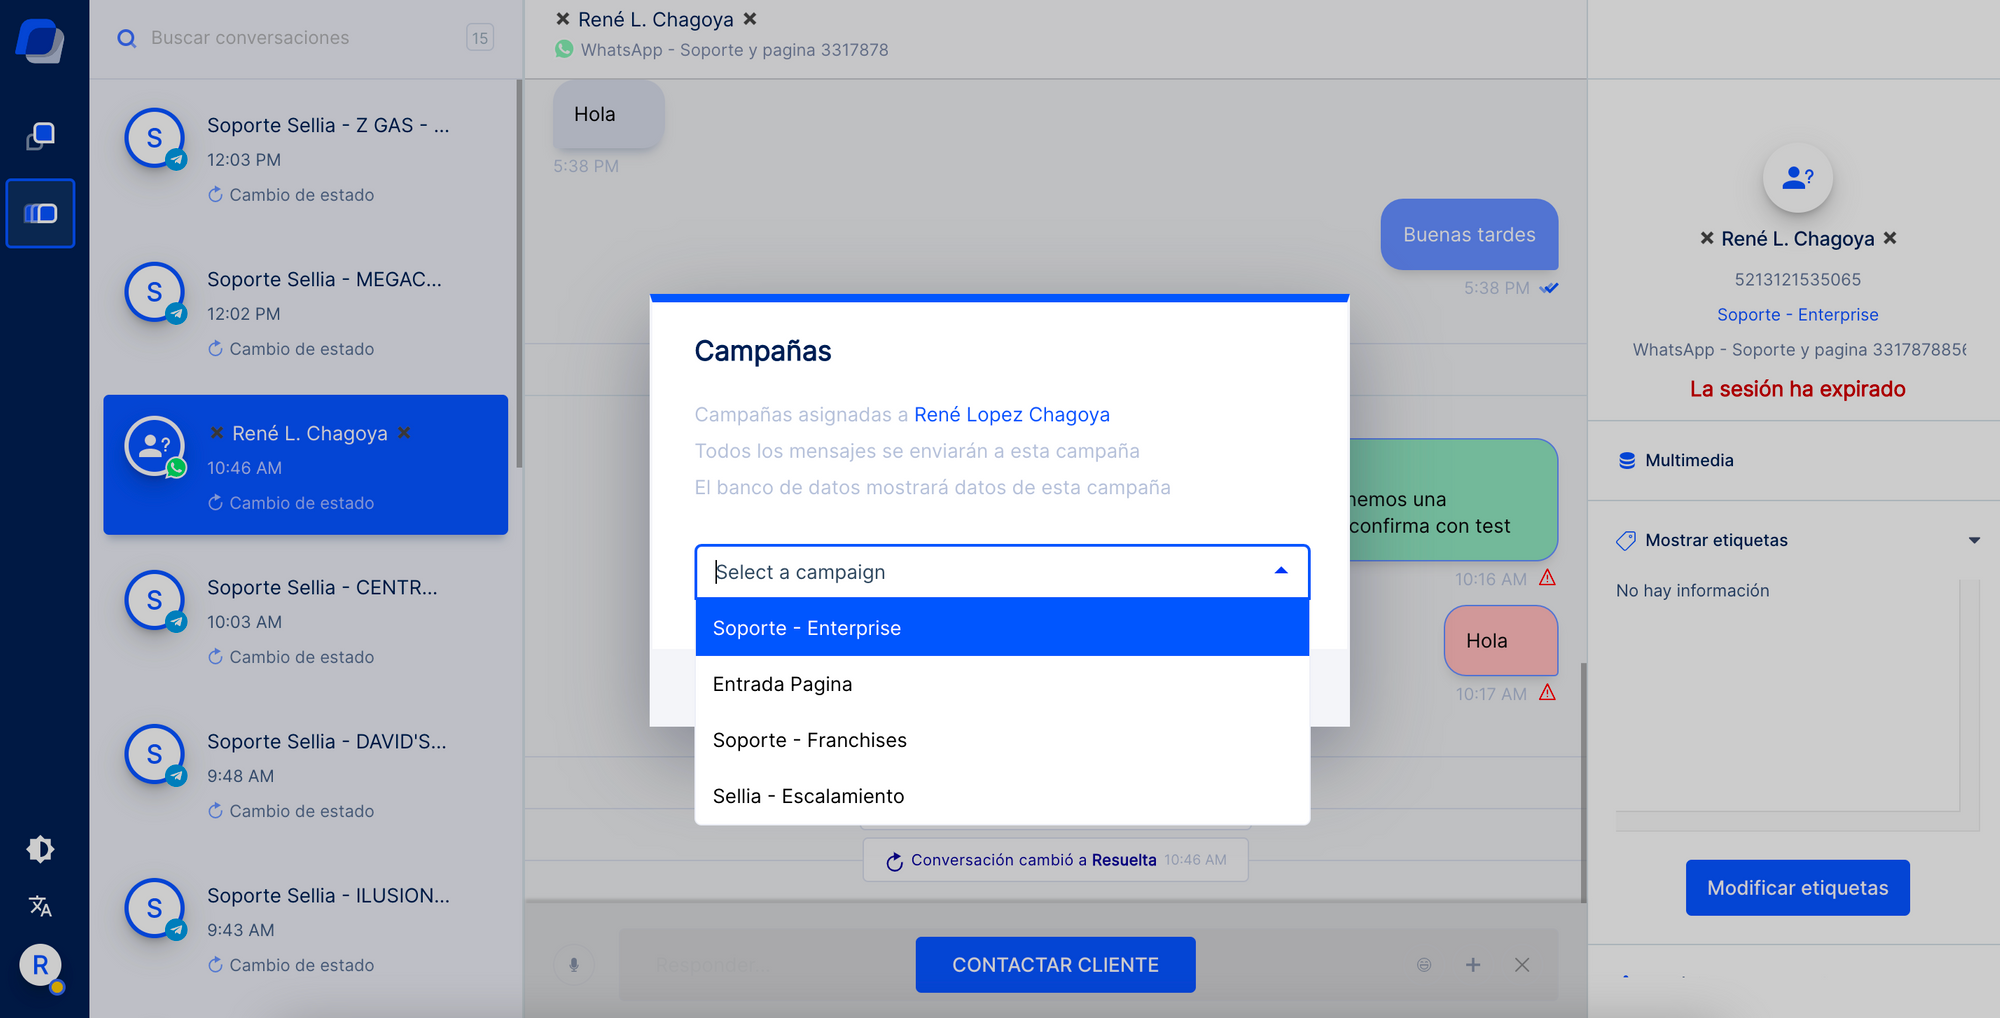 Buscar conversaciones
15
Soporte Sellia - Z GAS - ...
12:03 PM
Cambio de estado
Soporte Sellia - MEGAC...
12:02 PM
Cambio de estado
✖ René L. Chagoya ✖
10:46 AM
Cambio de estado
Soporte Sellia - CENTR...
10:03 AM
Cambio de estado
Soporte Sellia - DAVID'S...
9:48 AM
Cambio de estado
Soporte Sellia - ILUSION...
9:43 AM
Cambio de estado
S
S
S
S
S
R
✖ René L. Chagoya ✖
WhatsApp - Soporte y pagina 3317878
Hola
5:38 PM
Buenas tardes
5:38 PM
Campañas
Campañas asignadas a René Lopez Chagoya
Todos los mensajes se enviarán a esta campaña
El banco de datos mostrará datos de esta campaña
Select a campaign
Soporte - Enterprise
Entrada Pagina
Soporte - Franchises
Sellia - Escalamiento
nemos una
confirma con test
10:16 AM
Hola
10:17 AM
Conversación cambió a Resuelta 10:46 AM
Responder
CONTACTAR CLIENTE
✖ René L. Chagoya ✖
5213121535065
Soporte - Enterprise
WhatsApp - Soporte y pagina 3317878856
La sesión ha expirado
Multimedia
Mostrar etiquetas
No hay información
Modificar etiquetas